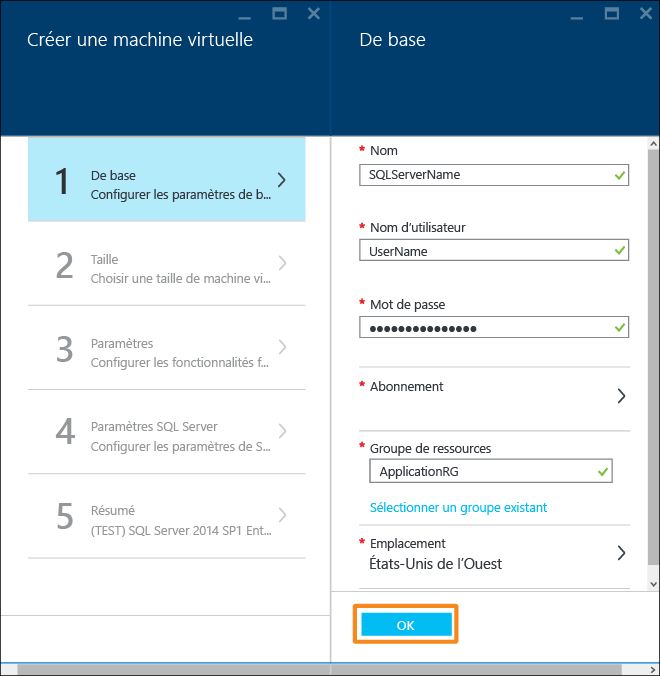 Créer une machine virtuelle
1
De base
Configurer les paramètres de b...
2
Taille
Choisir une taille de machine vi...
3
Paramètres
Configurer les fonctionnalités f...
4
Paramètres SQL Server
Configurer les paramètres de S...
5
Résumé
(TEST) SQL Server 2014 SP1 Ent...
De base
* Nom
SQLServerName
* Nom d’utilisateur
UserName
* Mot de passe
●●●●●●●●●●●●●●●
* Abonnement
* Groupe de ressources
ApplicationRG
Sélectionner un groupe existant
* Emplacement
États-Unis de l’Ouest
OK